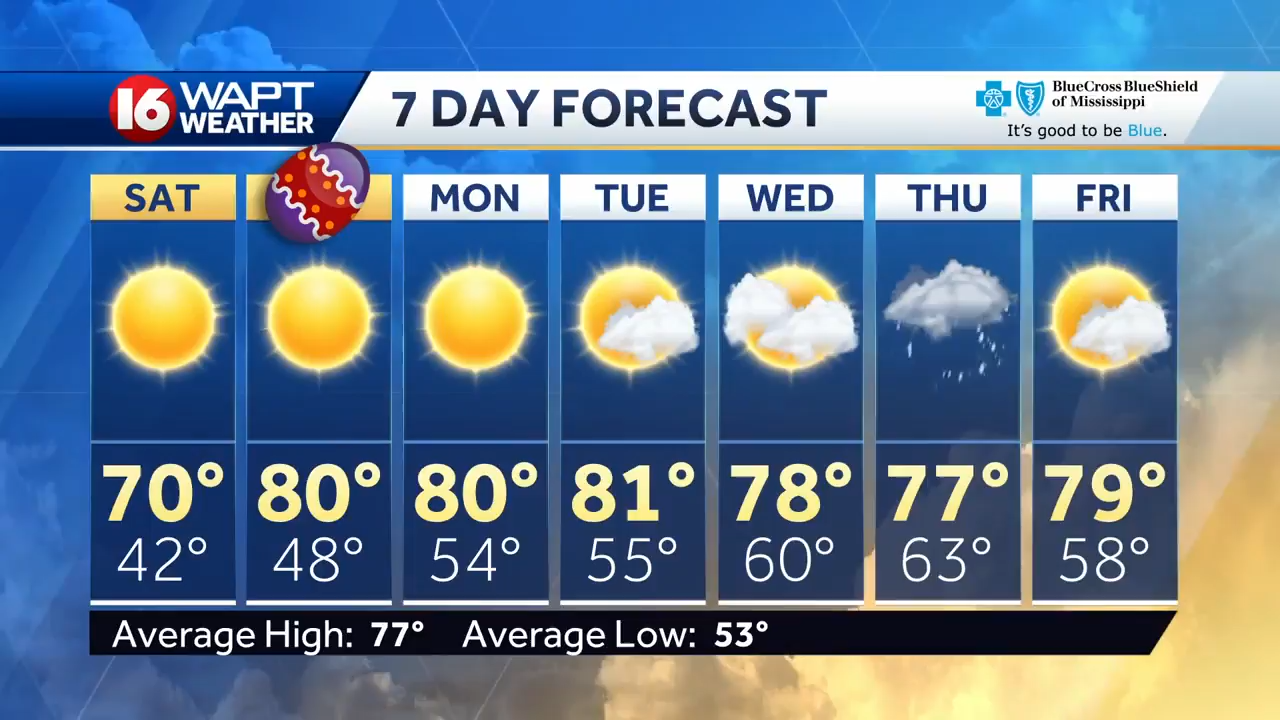 16 WAPT
WEATHER
7 DAY FORECAST
BlueCross BlueShield
of Mississippi
It's good to be Blue.
SAT MON TUE WED THU FRI
70° 80° 80° 81° 78° 77° 79°
42° 48° 54° 55° 60° 63° 58°
Average High: 77° Average Low: 53°